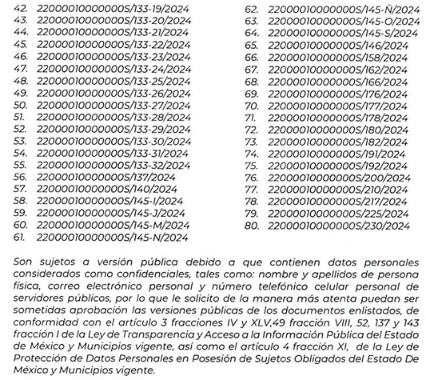 42. 22000010000000S/133-19/2024
43. 22000010000000S/133-20/2024
44. 22000010000000S/133-21/2024
45. 22000010000000S/133-22/2024
46. 22000010000000S/133-23/2024
47. 22000010000000S/133-24/2024
48. 22000010000000S/133-25/2024
49. 22000010000000S/133-26/2024
50. 22000010000000S/133-27/2024
51. 22000010000000S/133-28/2024
52. 22000010000000S/133-29/2024
53. 22000010000000S/133-30/2024
54. 22000010000000S/133-31/2024
55. 22000010000000S/133-32/2024
56. 22000010000000S/137/2024
57. 22000010000000S/140/2024
58. 22000010000000S/145-I/2024
59. 22000010000000S/145-J/2024
60. 22000010000000S/145-M/2024
61. 22000010000000S/145-N/2024
62. 22000010000000S/145-Ñ/2024
63. 22000010000000S/145-O/2024
64. 22000010000000S/145-S/2024
65. 22000010000000S/146/2024
66. 22000010000000S/158/2024
67. 22000010000000S/162/2024
68. 22000010000000S/166/2024
69. 22000010000000S/176/2024
70. 22000010000000S/177/2024
71. 22000010000000S/178/2024
72. 22000010000000S/180/2024
73. 22000010000000S/182/2024
74. 22000010000000S/191/2024
75. 22000010000000S/192/2024
76. 22000010000000S/200/2024
77. 22000010000000S/210/2024
78. 22000010000000S/217/2024
79. 22000010000000S/225/2024
80. 22000010000000S/230/2024
Son sujetos a versión pública debido a que contienen datos personales
considerados como confidenciales, tales como: nombre y apellidos de persona
física, correo electrónico personal y número telefónico celular personal de
servidores públicos, por lo que le solicito de la manera más atenta puedan ser
sometidas aprobación las versiones públicas de los documentos enlistados, de
conformidad con el artículo 3 fracciones IV y XLV,49 fracción VIII, 52, 137 y 143
fracción I de la Ley de Transparencia y Acceso a la Información Pública del Estado
de México y Municipios vigente, así como el artículo 4 fracción XI, de la Ley de
Protección de Datos Personales en Posesión de Sujetos Obligados del Estado De
México y Municipios vigente.